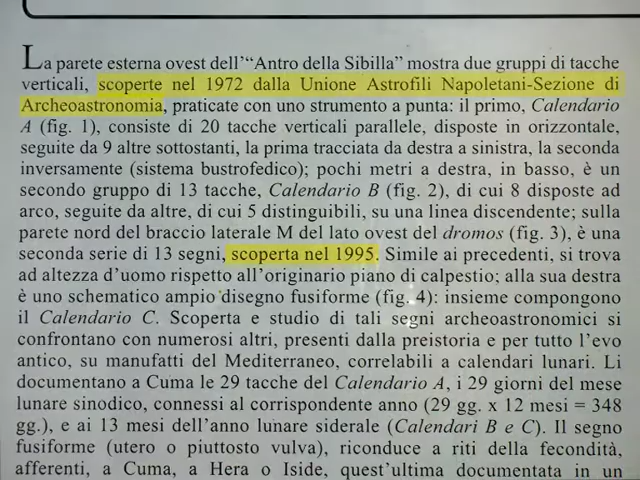 La parete esterna ovest dell'“Antro della Sibilla” mostra due gruppi di tacche
verticali, scoperte nel 1972 dalla Unione Astrofili Napoletani-Sezione di
Archeoastronomia, praticate con uno strumento a punta: il primo, Calendario
A (fig. 1), consiste di 20 tacche verticali parallele, disposte in orizzontale,
seguite da 9 altre sottostanti, la prima tracciata da destra a sinistra, la seconda
inversamente (sistema bustrofedico); pochi metri a destra, in basso, è un
secondo gruppo di 13 tacche, Calendario B (fig. 2), di cui 8 disposte ad
arco, seguite da altre, di cui 5 distinguibili, su una linea discendente; sulla
parete nord del braccio laterale M del lato ovest del dromos (fig. 3), è una
seconda serie di 13 segni, scoperta nel 1995. Simile ai precedenti, si trova
ad altezza d'uomo rispetto all'originario piano di calpestio; alla sua destra
è uno schematico ampio disegno fusiforme (fig. 4): insieme compongono
il Calendario C. Scoperta e studio di tali segni archeoastronomici si
confrontano con numerosi altri, presenti dalla preistoria e per tutto l'evo
antico, su manufatti del Mediterraneo, correlabili a calendari lunari. Li
documentano a Cuma le 29 tacche del Calendario A, i 29 giorni del mese
lunare sinodico, connessi al corrispondente anno (29 gg. x 12 mesi = 348
gg.), e ai 13 mesi dell'anno lunare siderale (Calendari B e C). Il segno
fusiforme (utero o piuttosto vulva), riconduce a riti della fecondità,
afferenti, a Cuma, a Hera o Iside, quest'ultima documentata in un